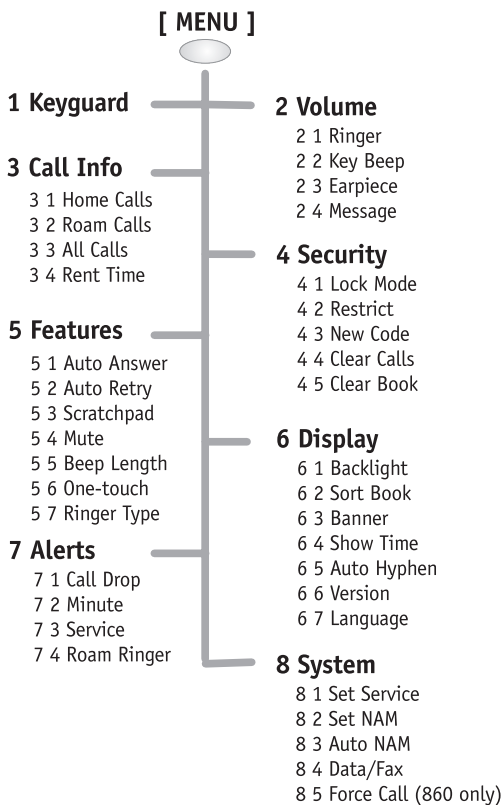 [ MENU ]
1 Keyguard
2 Volume
2 1 Ringer
2 2 Key Beep
2 3 Earpiece
2 4 Message
3 Call Info
3 1 Home Calls
3 2 Roam Calls
3 3 All Calls
3 4 Rent Time
4 Security
4 1 Lock Mode
4 2 Restrict
4 3 New Code
4 4 Clear Calls
4 5 Clear Book
5 Features
5 1 Auto Answer
5 2 Auto Retry
5 3 Scratchpad
5 4 Mute
5 5 Beep Length
5 6 One-touch
5 7 Ringer Type
6 Display
6 1 Backlight
6 2 Sort Book
6 3 Banner
6 4 Show Time
6 5 Auto Hyphen
6 6 Version
6 7 Language
7 Alerts
7 1 Call Drop
7 2 Minute
7 3 Service
7 4 Roam Ringer
8 System
8 1 Set Service
8 2 Set NAM
8 3 Auto NAM
8 4 Data/Fax
8 5 Force Call (860 only)